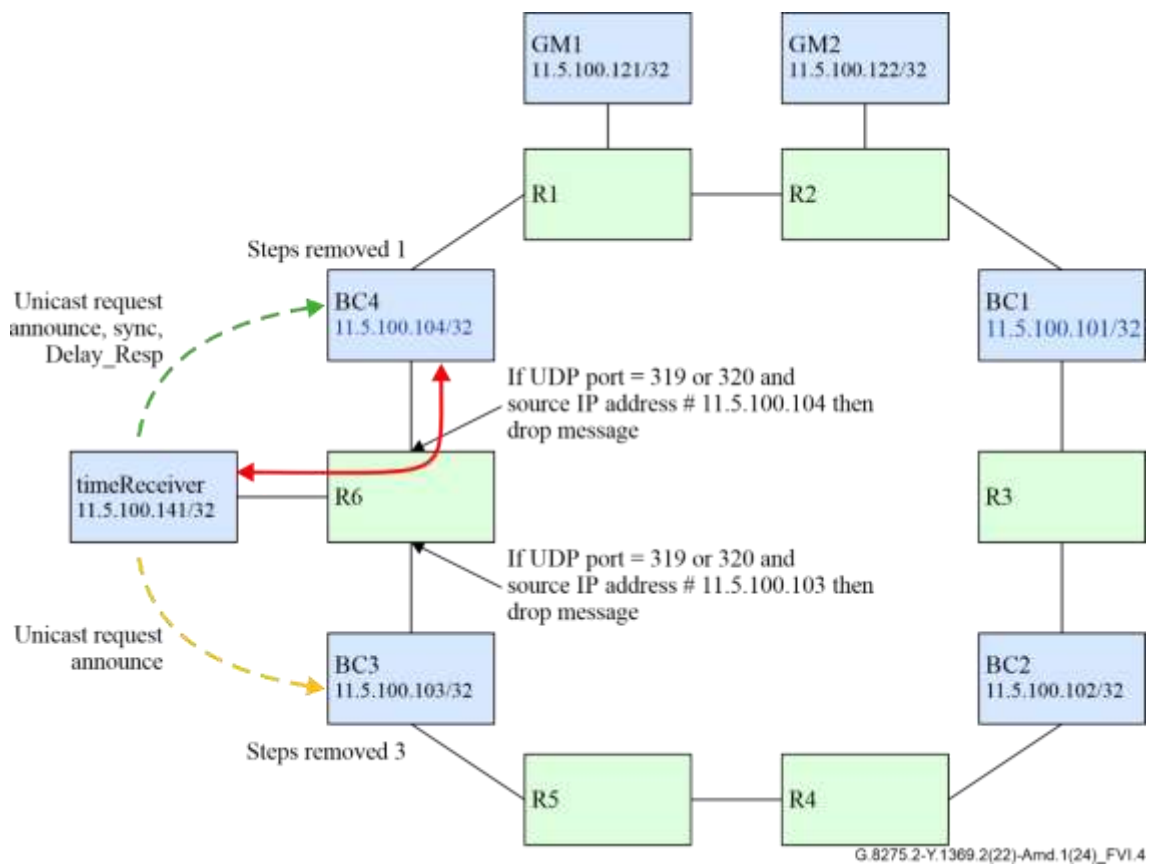 GM1
11.5.100.121/32
GM2
11.5.100.122/32
R1
R2
Steps removed 1
Unicast request
announce, sync,
Delay_Resp
BC4
11.5.100.104/32
BC1
11.5.100.101/32
If UDP port = 319 or 320 and
source IP address # 11.5.100.104 then
drop message
timeReceiver
11.5.100.141/32
R6
R3
If UDP port = 319 or 320 and
source IP address # 11.5.100.103 then
drop message
Unicast request
announce
BC3
11.5.100.103/32
BC2
11.5.100.102/32
Steps removed 3
R5
R4
G.8275.2-Y.1369.2(22)-Amd.1(24)_FVI.4